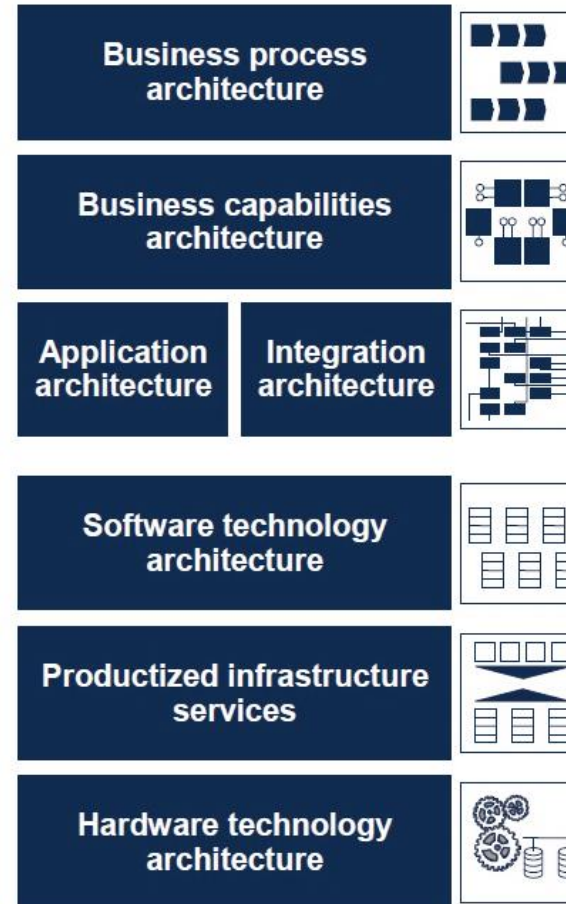 Business process
architecture
Business capabilities
architecture
Application
architecture
Integration
architecture
Software technology
architecture
Productized infrastructure
services
Hardware technology
architecture